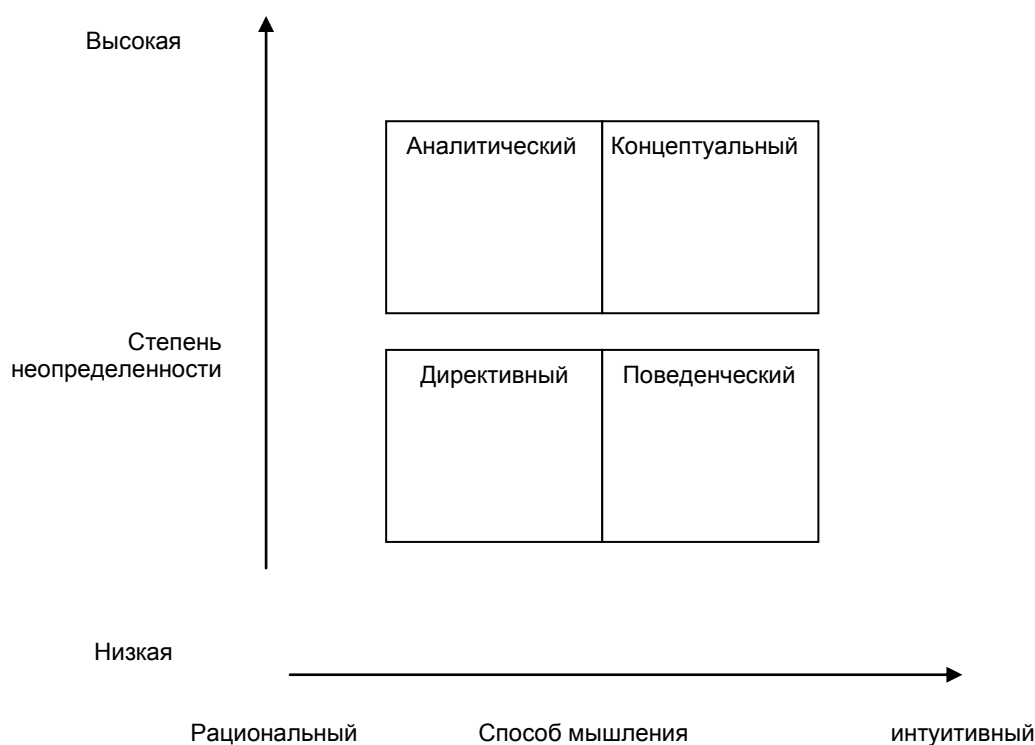 Высокая
Аналитический
Концептуальный
Степень
неопределенности
Директивный
Поведенческий
Низкая
Рациональный
Способ мышления
интуитивный